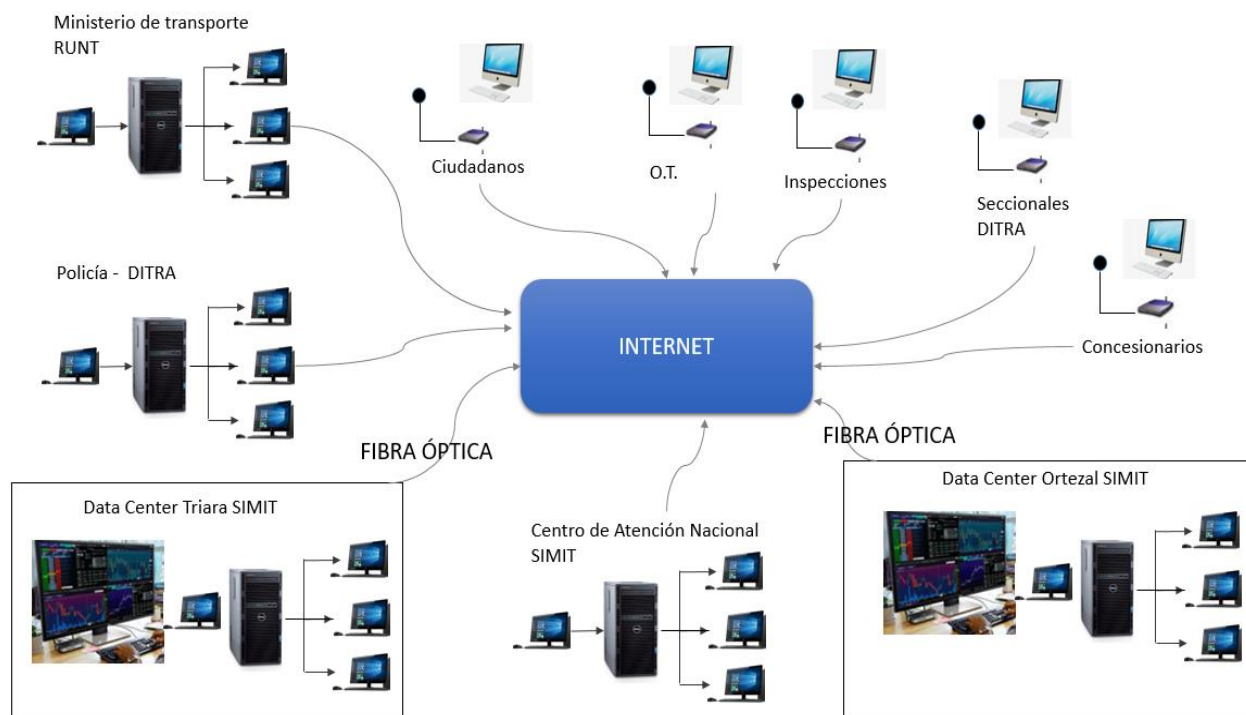 Ministerio de transporte
RUNT
Ciudadanos
O.T.
Inspecciones
Seccionales
DITRA
Policía - DITRA
INTERNET
Concesionarios
FIBRA ÓPTICA
FIBRA ÓPTICA
Data Center Triara SIMIT
Centro de Atención Nacional
SIMIT
Data Center Ortezal SIMIT